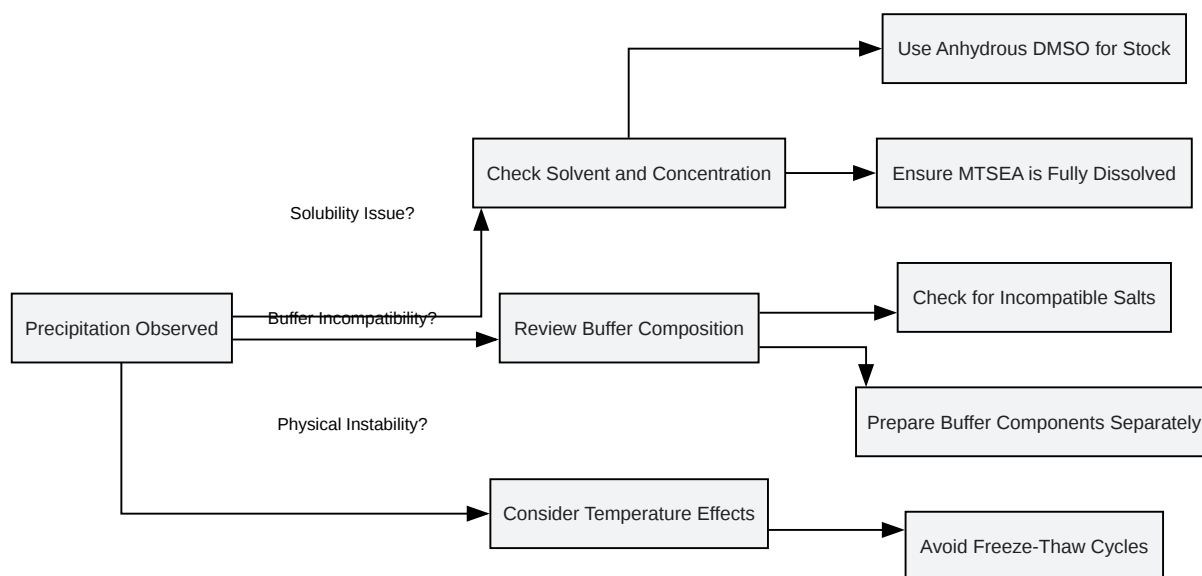 Use Anhydrous DMSO for Stock
Check Solvent and Concentration
Ensure MTSEA is Fully Dissolved
Solubility Issue?
Check for Incompatible Salts
Precipitation Observed
Buffer Incompatibility?
Review Buffer Composition
Prepare Buffer Components Separately
Physical Instability?
Consider Temperature Effects
Avoid Freeze-Thaw Cycles